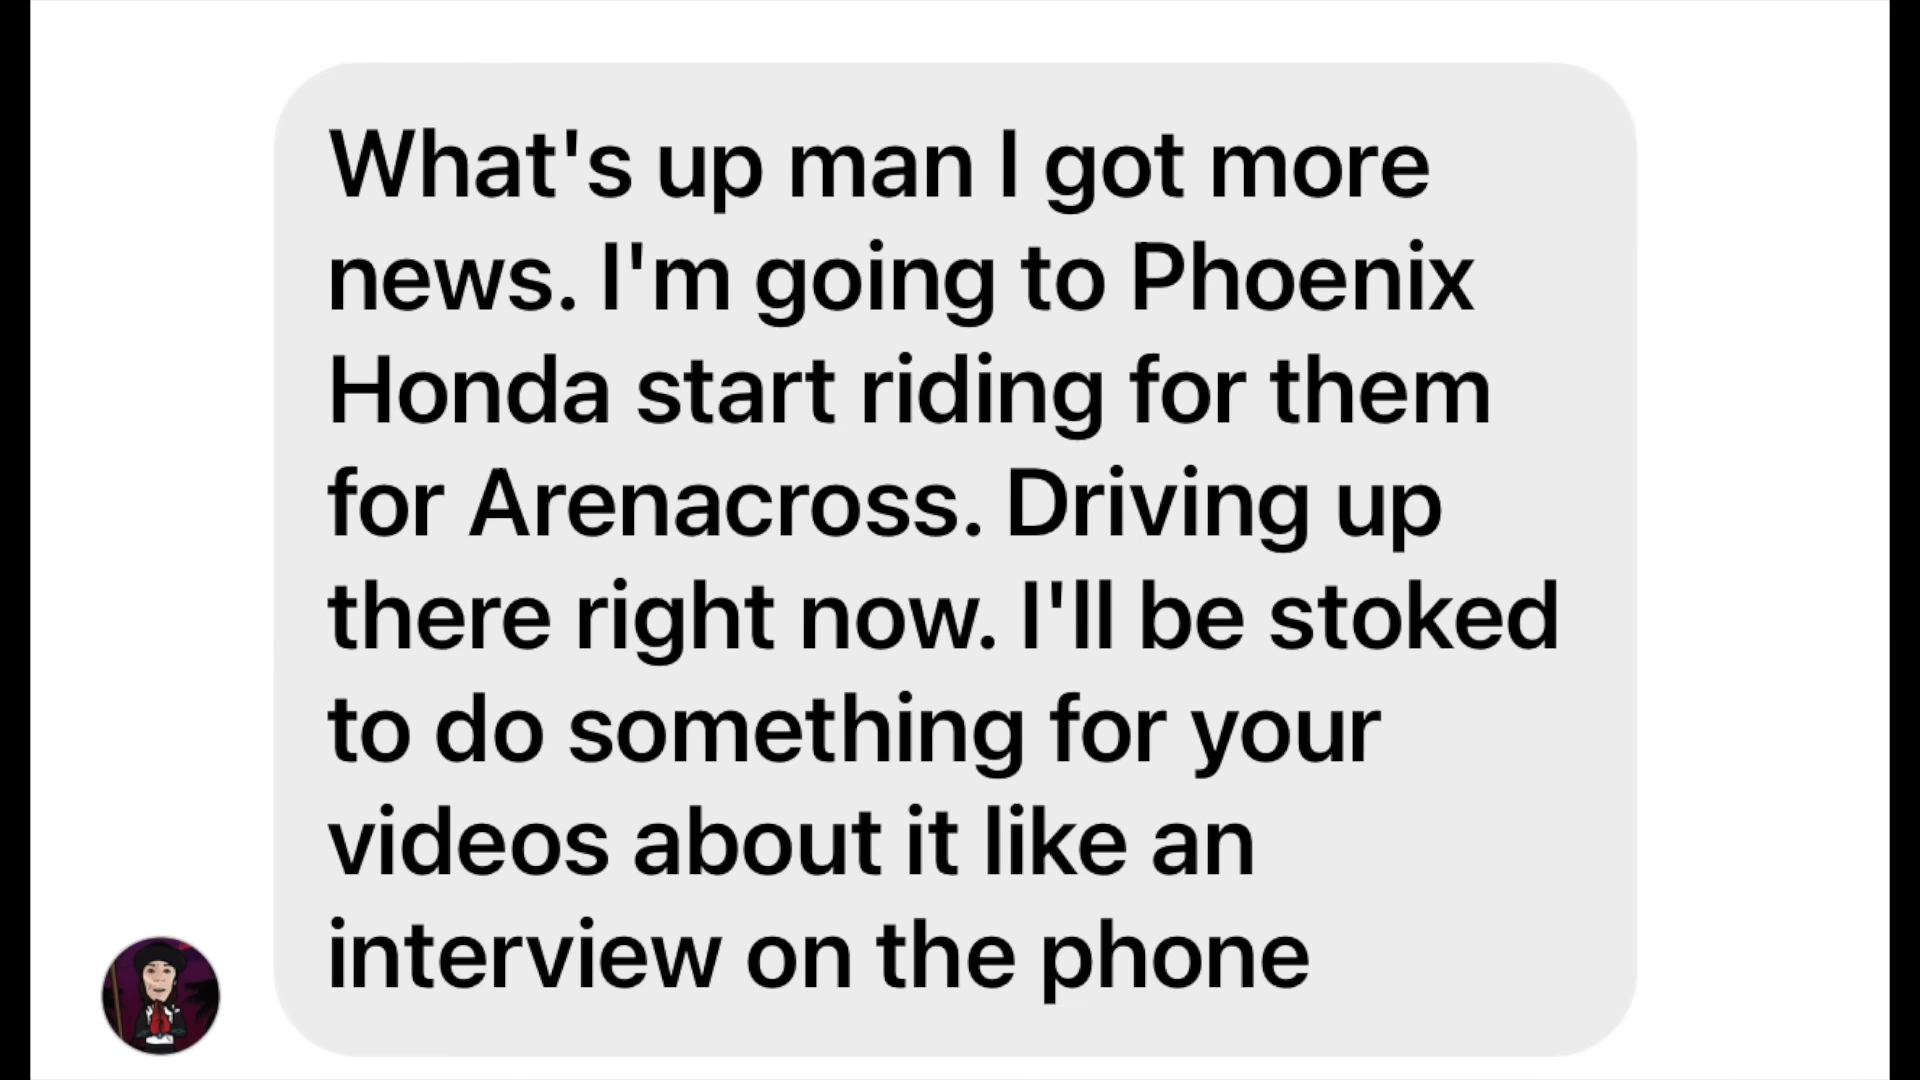 What's up man I got more
news. I'm going to Phoenix
Honda start riding for them
for Arenacross. Driving up
there right now. I'll be stoked
to do something for your
videos about it like an
interview on the phone